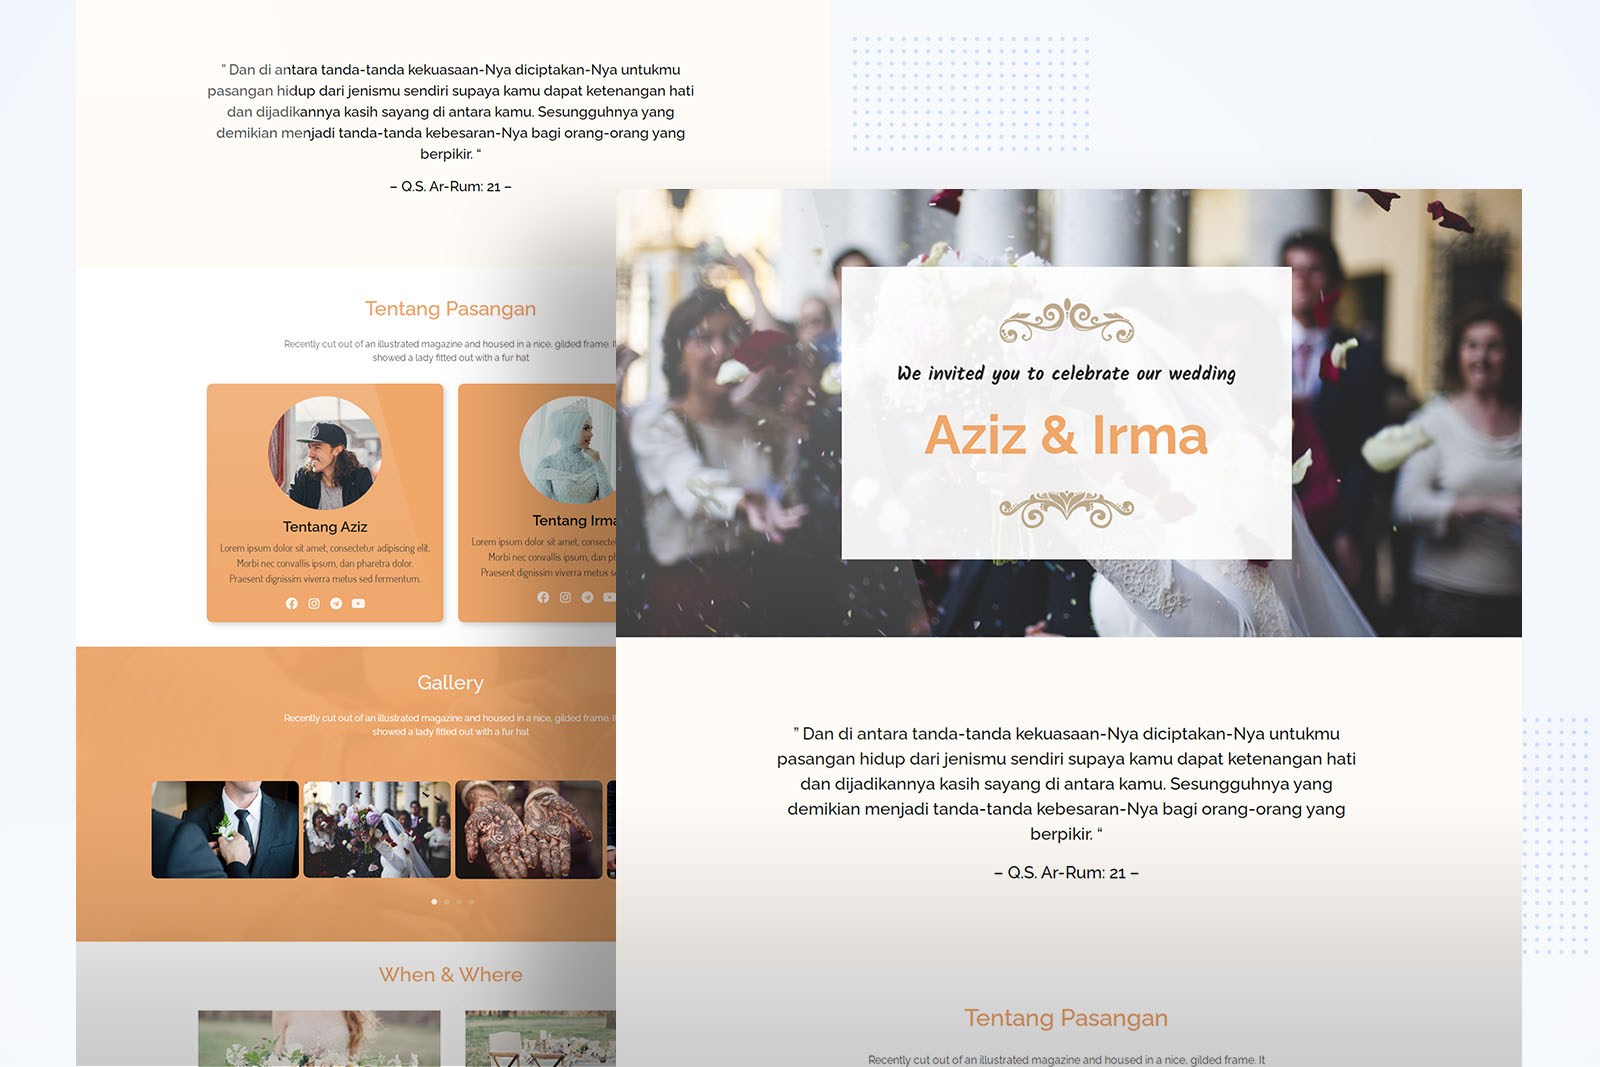 ” Dan di antara tanda-tanda kekuasaan-Nya diciptakan-Nya untukmu
pasangan hidup dari jenismu sendiri supaya kamu dapat ketenangan hati
dan dijadikannya kasih sayang di antara kamu. Sesungguhnya yang
demikian menjadi tanda-tanda kebesaran-Nya bagi orang-orang yang
berpikir. “
– Q.S. Ar-Rum: 21 –
Tentang Pasangan
Recently cut out of an illustrated magazine and housed in a nice, gilded frame.
showed a lady fitted out with a fur hat
Tentang Aziz
Lorem ipsum dolor sit amet, consectetur adipiscing elit.
Morbi nec convallis ipsum, dan pharetra dolor.
Praesent dignissim viverra metus sed fermentum.
Tentang Irma
Lorem ipsum dolor sit amet,
Morbi nec convallis ipsum, dan
Praesent dignissim viverra metus
Gallery
Recently cut out of an illustrated magazine and housed in a nice, gilded frame.
showed a lady fitted out with a fur hat
When & Where
We invited you to celebrate our wedding
Aziz & Irma
” Dan di antara tanda-tanda kekuasaan-Nya diciptakan-Nya untukmu
pasangan hidup dari jenismu sendiri supaya kamu dapat ketenangan hati
dan dijadikannya kasih sayang di antara kamu. Sesungguhnya yang
demikian menjadi tanda-tanda kebesaran-Nya bagi orang-orang yang
berpikir. “
– Q.S. Ar-Rum: 21 –
Tentang Pasangan
Recently cut out of an illustrated magazine and housed in a nice, gilded frame. It